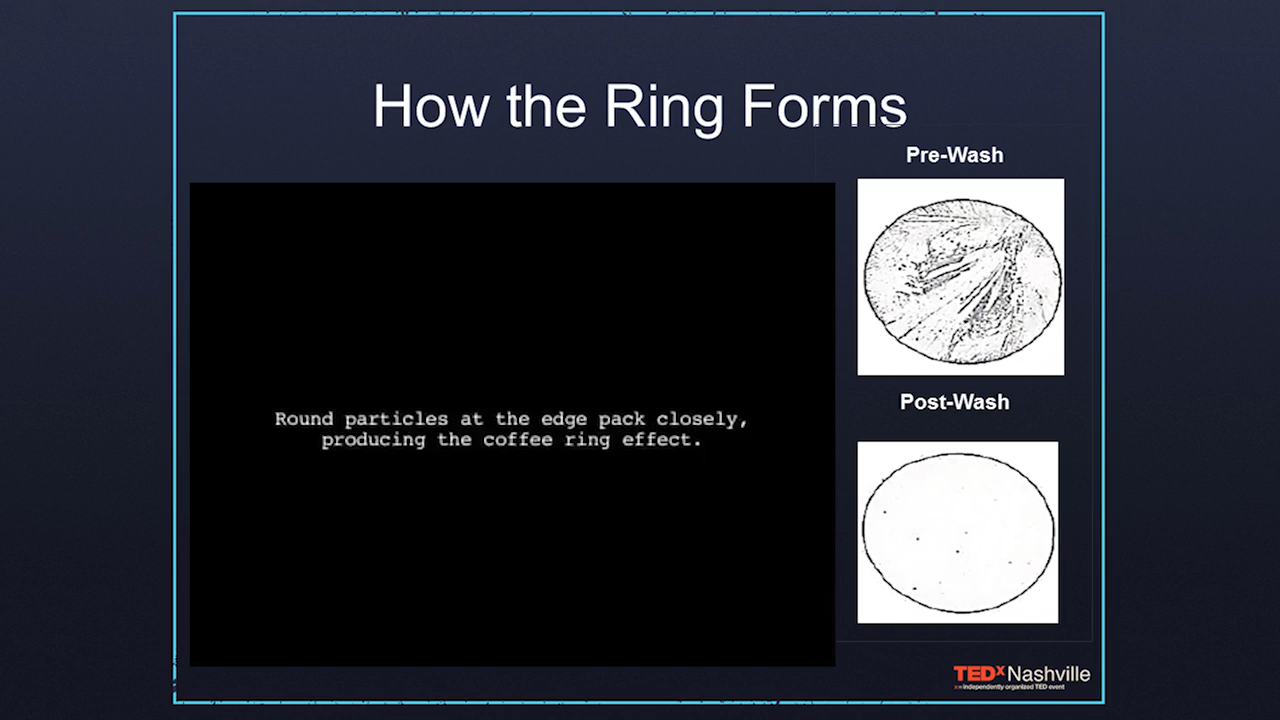 How the Ring Forms
Pre-Wash
Round particles at the edge pack closely,
producing the coffee ring effect.
Post-Wash
TEDxNashville
x = independently organized TED event